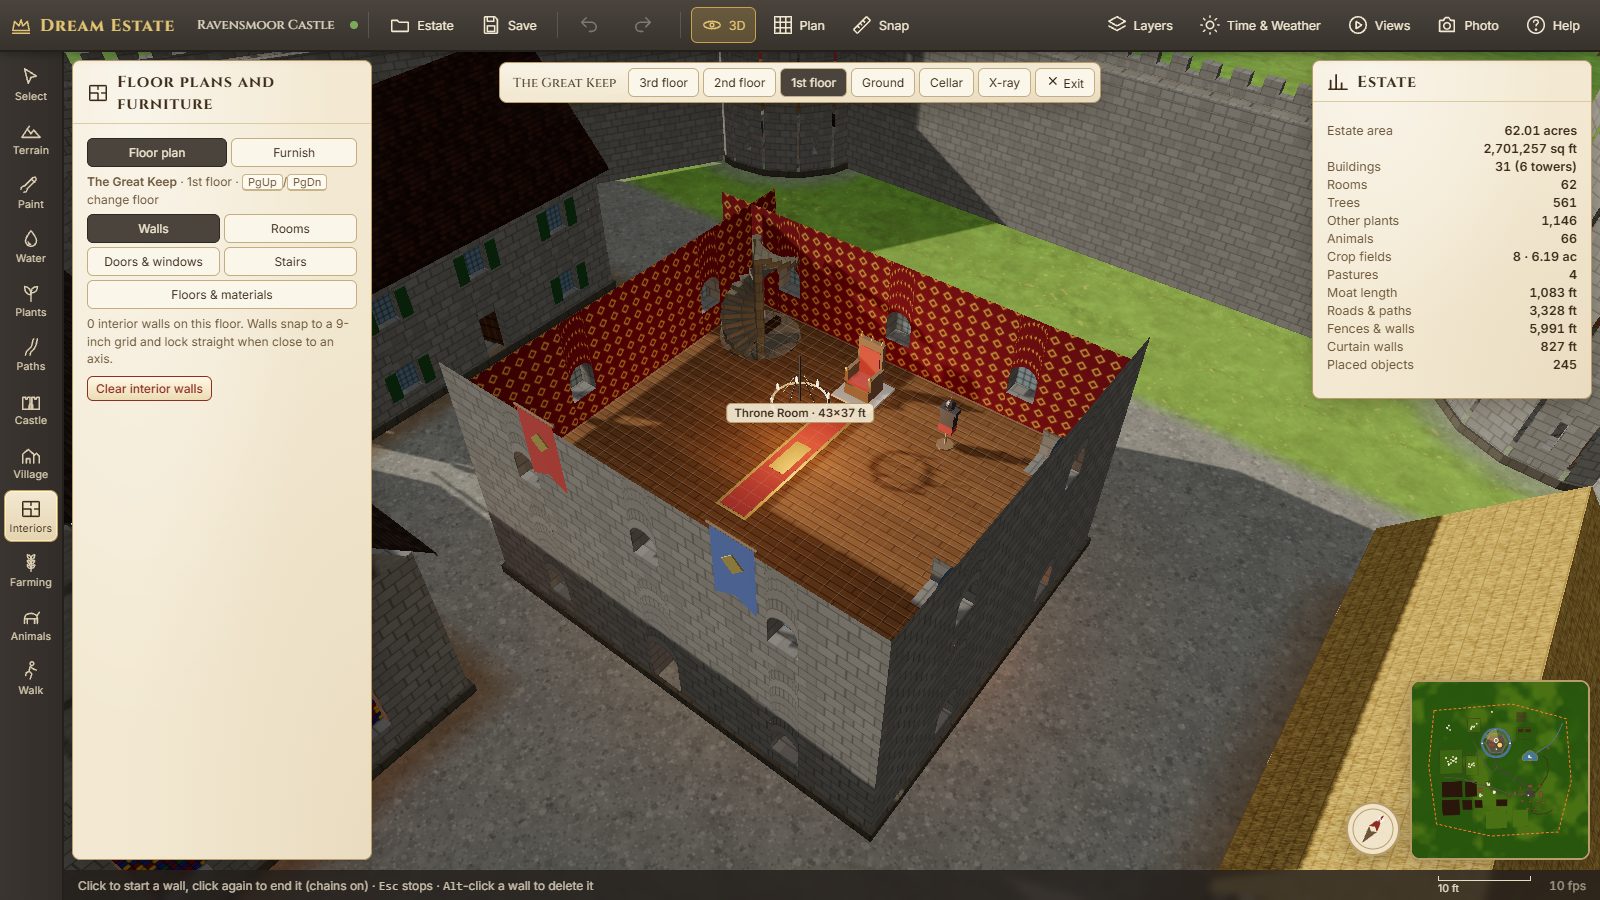 DREAM ESTATE
RAVENSMOOR CASTLE
Estate
Save
3D
Plan
Snap
Layers
Time & Weather
Views
Photo
Help
Select
Terrain
Paint
Water
Plants
Paths
Castle
Village
Interiors
Farming
Animals
Walk
FLOOR PLANS AND
FURNITURE
Floor plan
Furnish
The Great Keep · 1st floor · PgUp/PgDn
change floor
Walls
Rooms
Doors & windows
Stairs
Floors & materials
0 interior walls on this floor. Walls snap to a 9-
inch grid and lock straight when close to an
axis.
Clear interior walls
THE GREAT KEEP
3rd floor
2nd floor
1st floor
Ground
Cellar
X-ray
× Exit
Throne Room · 43×37 ft
ESTATE
Estate area 62.01 acres
2,701,257 sq ft
Buildings 31 (6 towers)
Rooms 62
Trees 561
Other plants 1,146
Animals 66
Crop fields 8 · 6.19 ac
Pastures 4
Moat length 1,083 ft
Roads & paths 3,328 ft
Fences & walls 5,991 ft
Curtain walls 827 ft
Placed objects 245
Click to start a wall, click again to end it (chains on) · Esc stops · Alt-click a wall to delete it
10 ft
10 fps